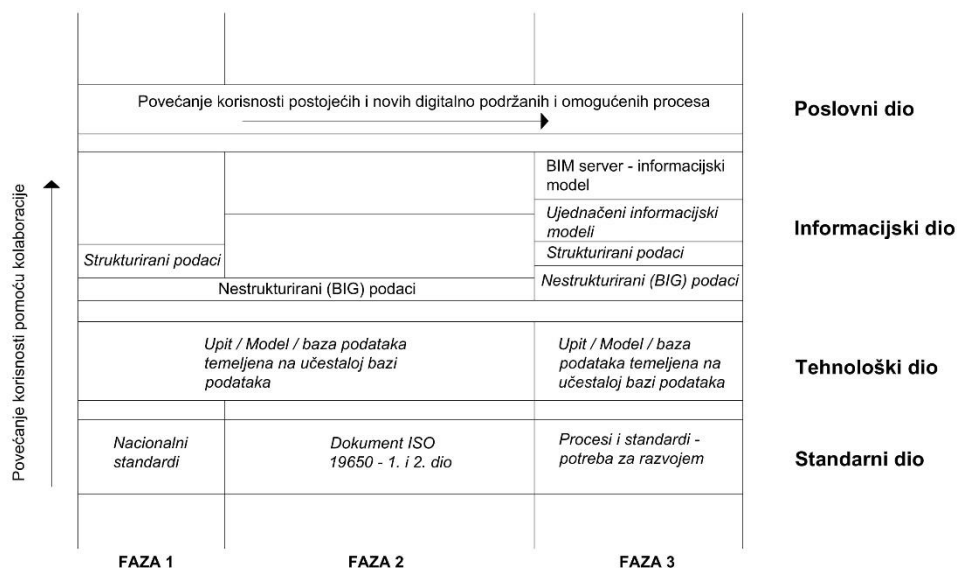 Povećanje korisnosti postojećih i novih digitalno podržanih i omogućenih procesa
Poslovni dio
Povećanje korisnosti pomoću kolaboracije
BIM server - informacijski
model
Ujednačeni informacijski
modeli
Informacijski dio
Strukturirani podaci
Strukturirani podaci
Nestrukturirani (BIG) podaci
Nestrukturirani (BIG) podaci
Upit / Model / baza podataka
temeljena na učestaloj bazi
podataka
Upit / Model / baza
podataka temeljena na
učestaloj bazi podataka
Tehnološki dio
Nacionalni
standardi
Dokument ISO
19650 - 1. i 2. dio
Procesi i standardi -
potreba za razvojem
Standarni dio
FAZA 1
FAZA 2
FAZA 3